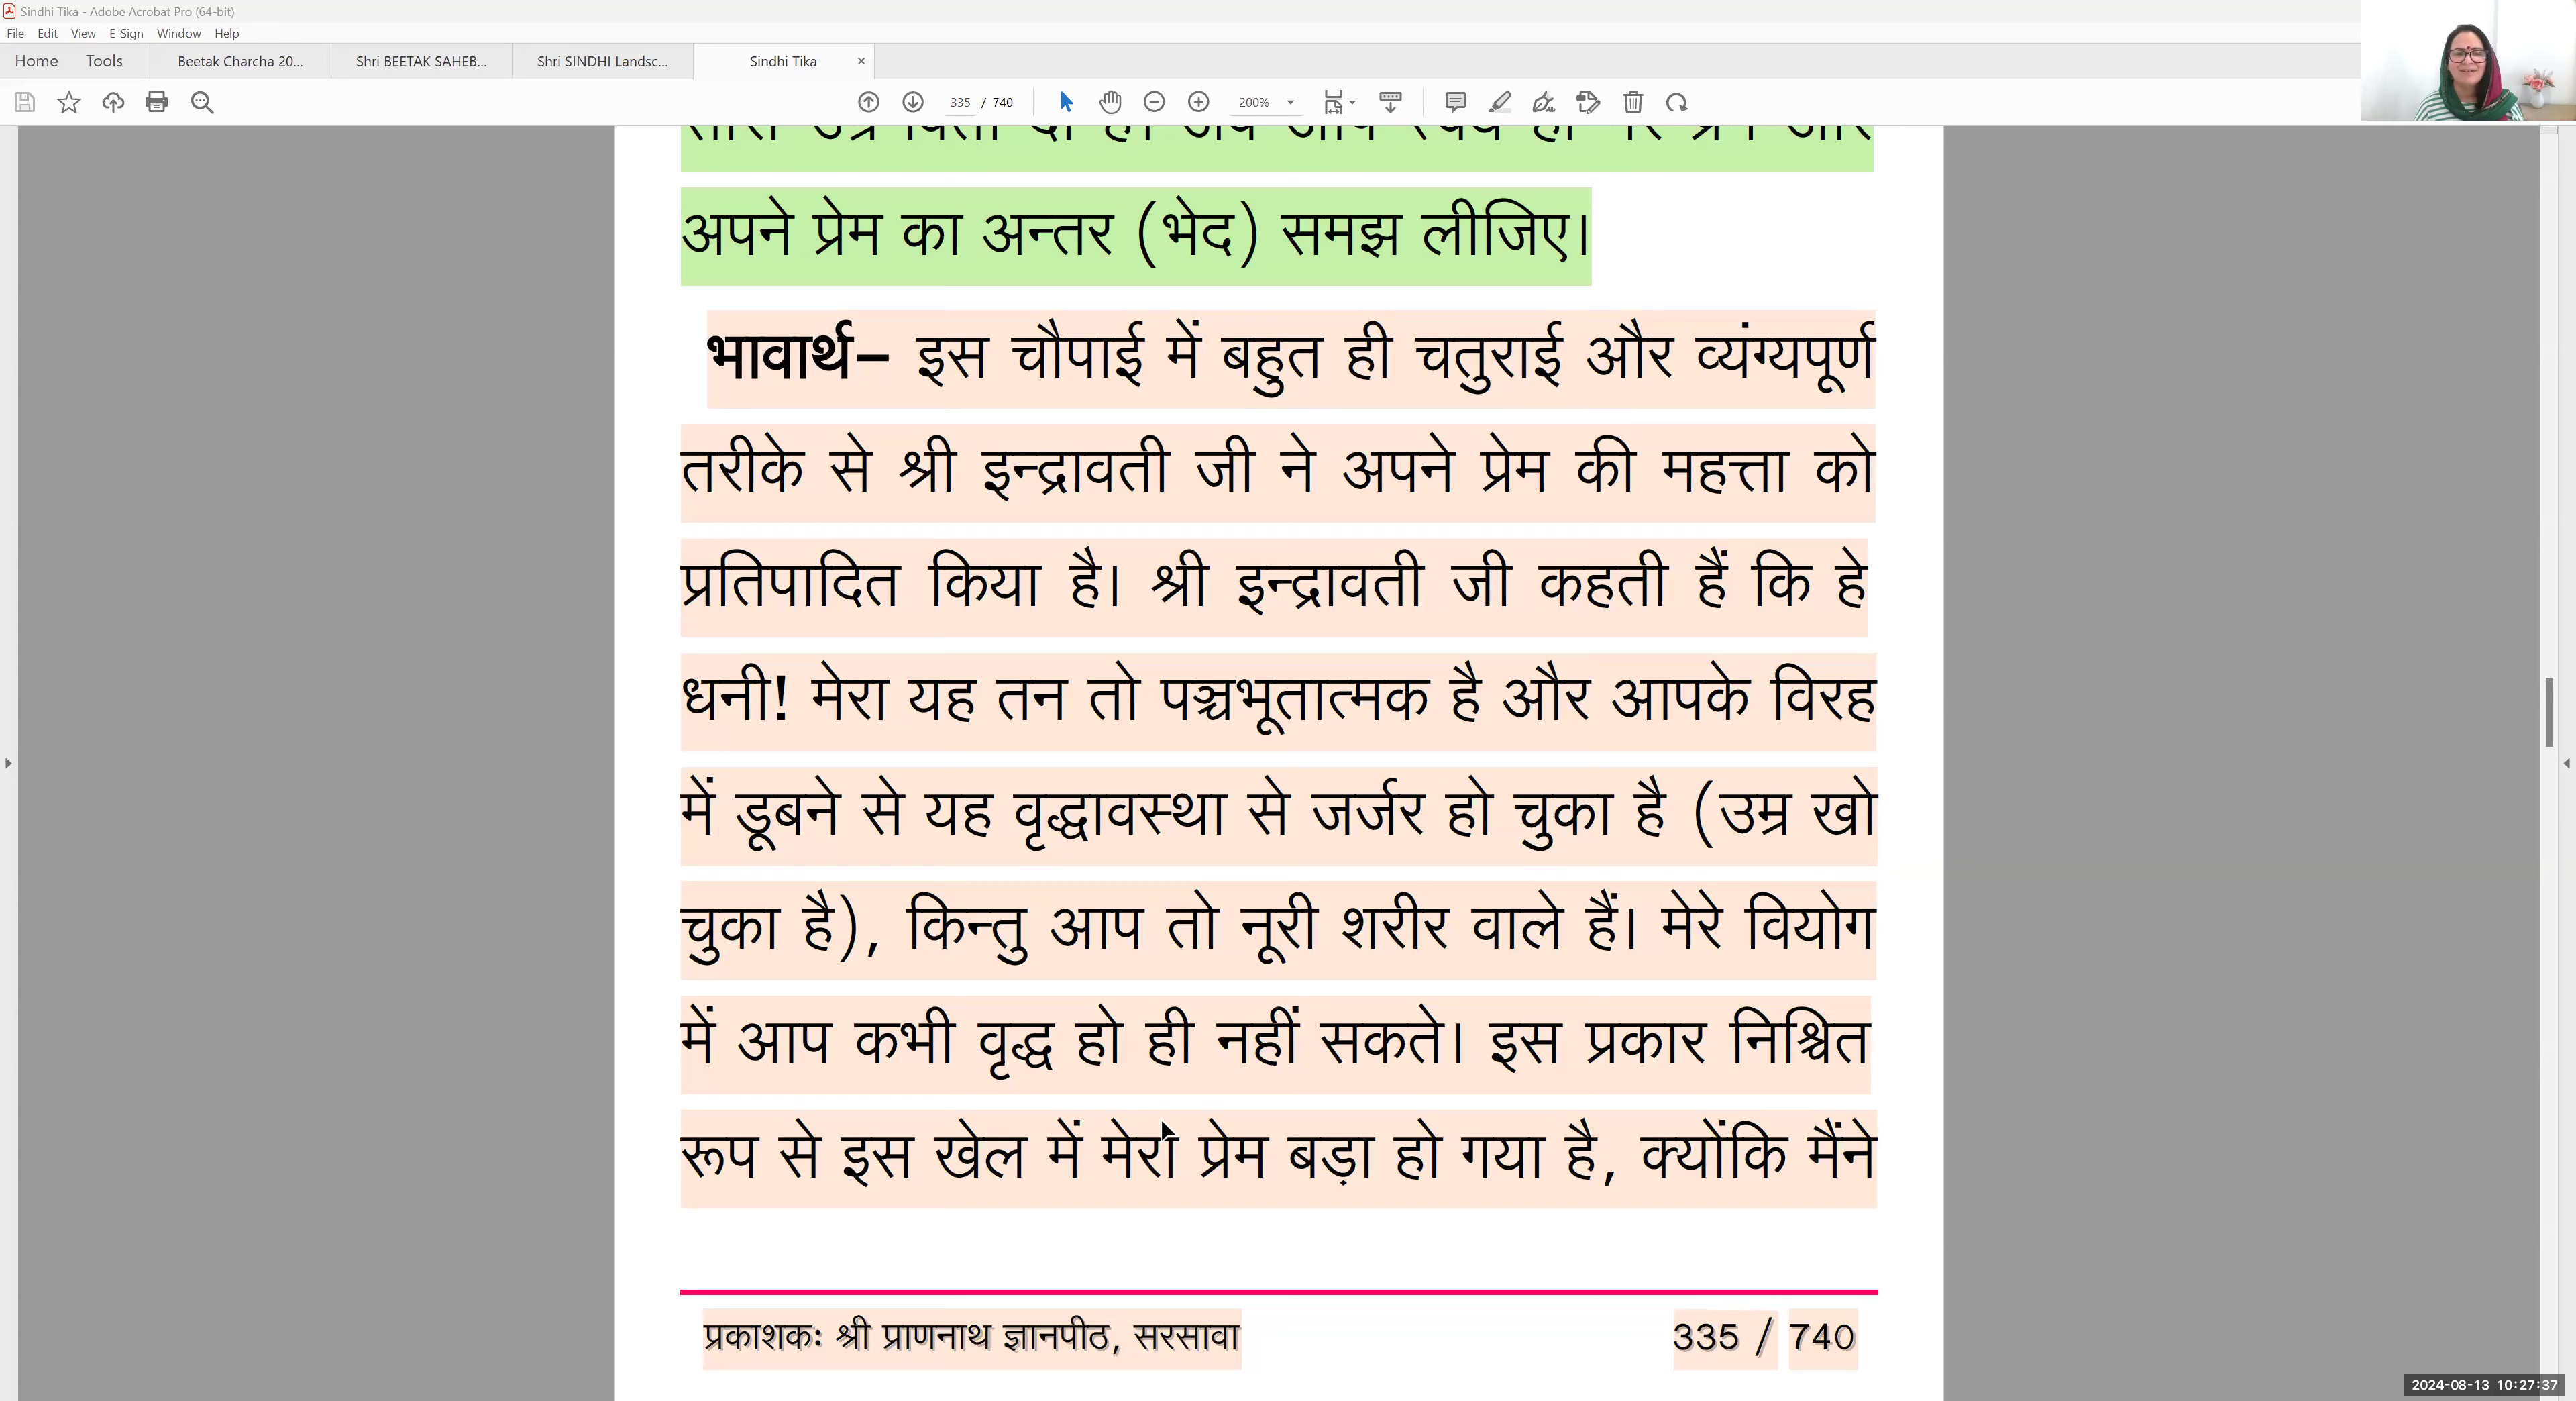 Sindhi Tika - Adobe Acrobat Pro (64-bit)
File Edit View E-Sign Window Help
Home Tools Beetak Charcha 20... Shri BEETAK SAHEB... Shri SINDHI Landsc... Sindhi Tika ×
335 / 740 200%
अपने प्रेम का अन्तर (भेद) समझ लीजिए।
भावार्थ– इस चौपाई में बहुत ही चतुराई और व्यंग्यपूर्ण
तरीके से श्री इन्द्रावती जी ने अपने प्रेम की महत्ता को
प्रतिपादित किया है। श्री इन्द्रावती जी कहती हैं कि हे
धनी! मेरा यह तन तो पञ्चभूतात्मक है और आपके विरह
में डूबने से यह वृद्धावस्था से जर्जर हो चुका है (उम्र खो
चुका है), किन्तु आप तो नूरी शरीर वाले हैं। मेरे वियोग
में आप कभी वृद्ध हो ही नहीं सकते। इस प्रकार निश्चित
रूप से इस खेल में मेरा प्रेम बड़ा हो गया है, क्योंकि मैंने
प्रकाशकः श्री प्राणनाथ ज्ञानपीठ, सरसावा 335 / 740
2024-08-13 10:27:37